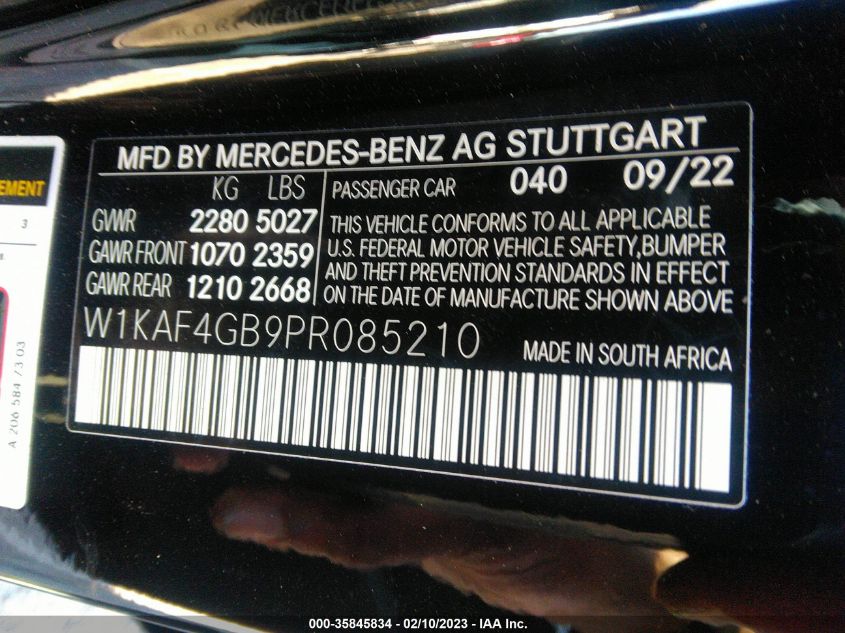 MFD BY MERCEDES-BENZ AG STUTTGART
KG LBS
GVWR 2280 5027
GAWR FRONT 1070 2359
GAWR REAR 1210 2668
PASSENGER CAR 040 09/22
THIS VEHICLE CONFORMS TO ALL APPLICABLE
U.S. FEDERAL MOTOR VEHICLE SAFETY,BUMPER
AND THEFT PREVENTION STANDARDS IN EFFECT
ON THE DATE OF MANUFACTURE SHOWN ABOVE
W1KAF4GB9PR085210
MADE IN SOUTH AFRICA
3
A 206 584 73 03
000-35845834 / 02/10/2023 - IAA Inc.